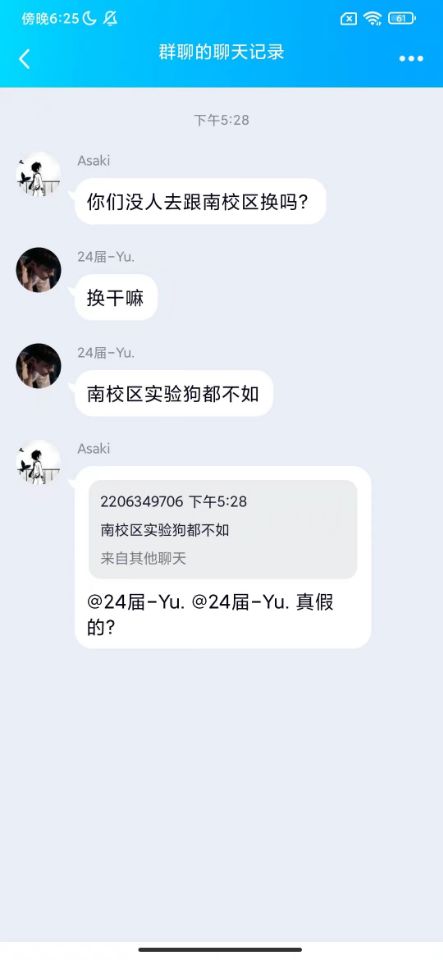 傍晚6:25
61
群聊的聊天记录
下午5:28
Asaki
你们没人去跟南校区换吗？
24届-Yu.
换干嘛
24届-Yu.
南校区实验狗都不如
Asaki
2206349706 下午5:28
南校区实验狗都不如
来自其他聊天
@24届-Yu. @24届-Yu. 真假
的？